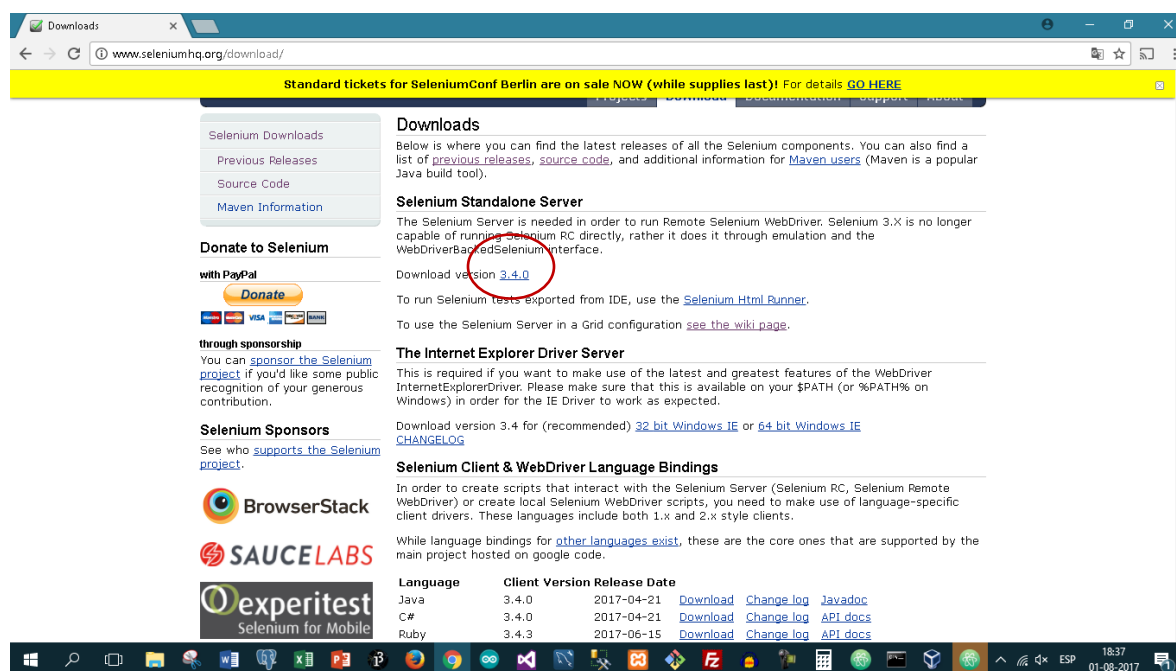 Downloads
www.seleniumhq.org/download/
Standard tickets for SeleniumConf Berlin are on sale NOW (while supplies last)! For details GO HERE
Projects Download Documentation Support About
Selenium Downloads
Previous Releases
Source Code
Maven Information
Donate to Selenium
with PayPal
Donate
VISA
BANK
through sponsorship
You can sponsor the Selenium
project if you'd like some public
recognition of your generous
contribution.
Selenium Sponsors
See who supports the Selenium
project.
BrowserStack
SAUCELABS
experitest
Selenium for Mobile
Downloads
Below is where you can find the latest releases of all the Selenium components. You can also find a
list of previous releases, source code, and additional information for Maven users (Maven is a popular
Java build tool).
Selenium Standalone Server
The Selenium Server is needed in order to run Remote Selenium WebDriver. Selenium 3.X is no longer
capable of running Selenium RC directly, rather it does it through emulation and the
WebDriverBackedSelenium interface.
Download version 3.4.0
To run Selenium tests exported from IDE, use the Selenium Html Runner.
To use the Selenium Server in a Grid configuration see the wiki page.
The Internet Explorer Driver Server
This is required if you want to make use of the latest and greatest features of the WebDriver
InternetExplorerDriver. Please make sure that this is available on your $PATH (or %PATH% on
Windows) in order for the IE Driver to work as expected.
Download version 3.4 for (recommended) 32 bit Windows IE or 64 bit Windows IE
CHANGELOG
Selenium Client & WebDriver Language Bindings
In order to create scripts that interact with the Selenium Server (Selenium RC, Selenium Remote
WebDriver) or create local Selenium WebDriver scripts, you need to make use of language-specific
client drivers. These languages include both 1.x and 2.x style clients.
While language bindings for other languages exist, these are the core ones that are supported by the
main project hosted on google code.
Language Client Version Release Date
Java 3.4.0 2017-04-21 Download Change log Javadoc
C# 3.4.0 2017-04-21 Download Change log API docs
Ruby 3.4.3 2017-06-15 Download Change log API docs
ESP
18:37
01-08-2017